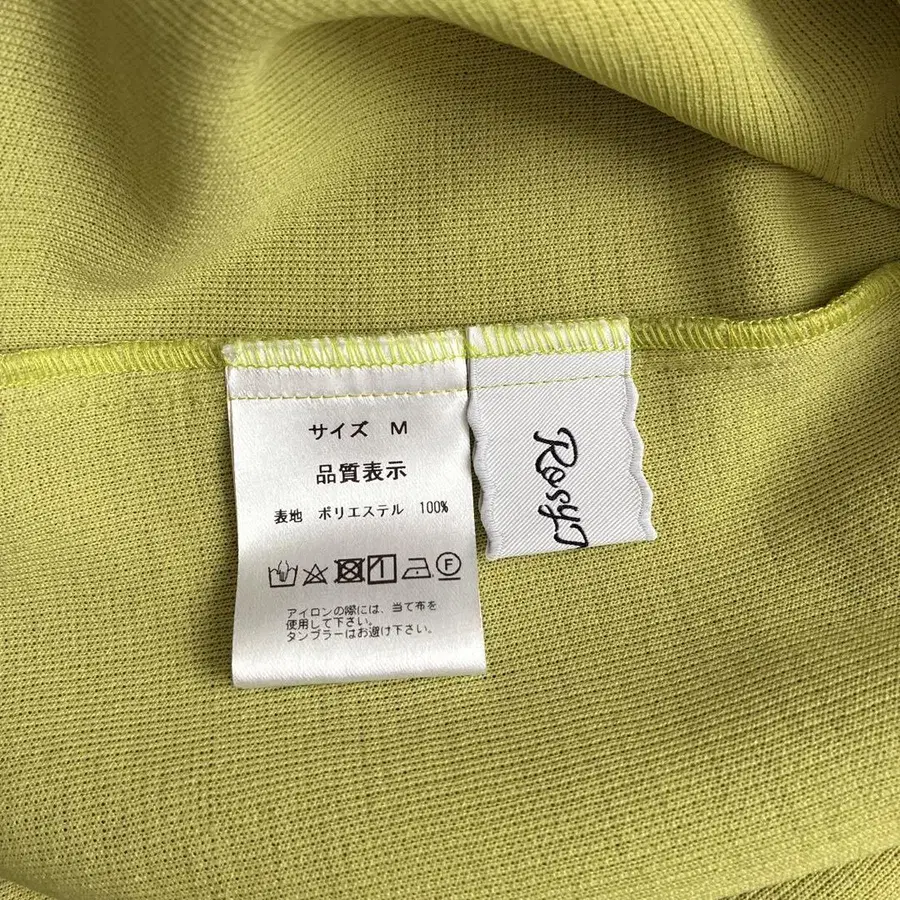 サイズ M
品質表示
表地 ポリエステル 100%
F
アイロンの際には、当て布を
使用して下さい。
タンブラーはお避け下さい。
Rosy